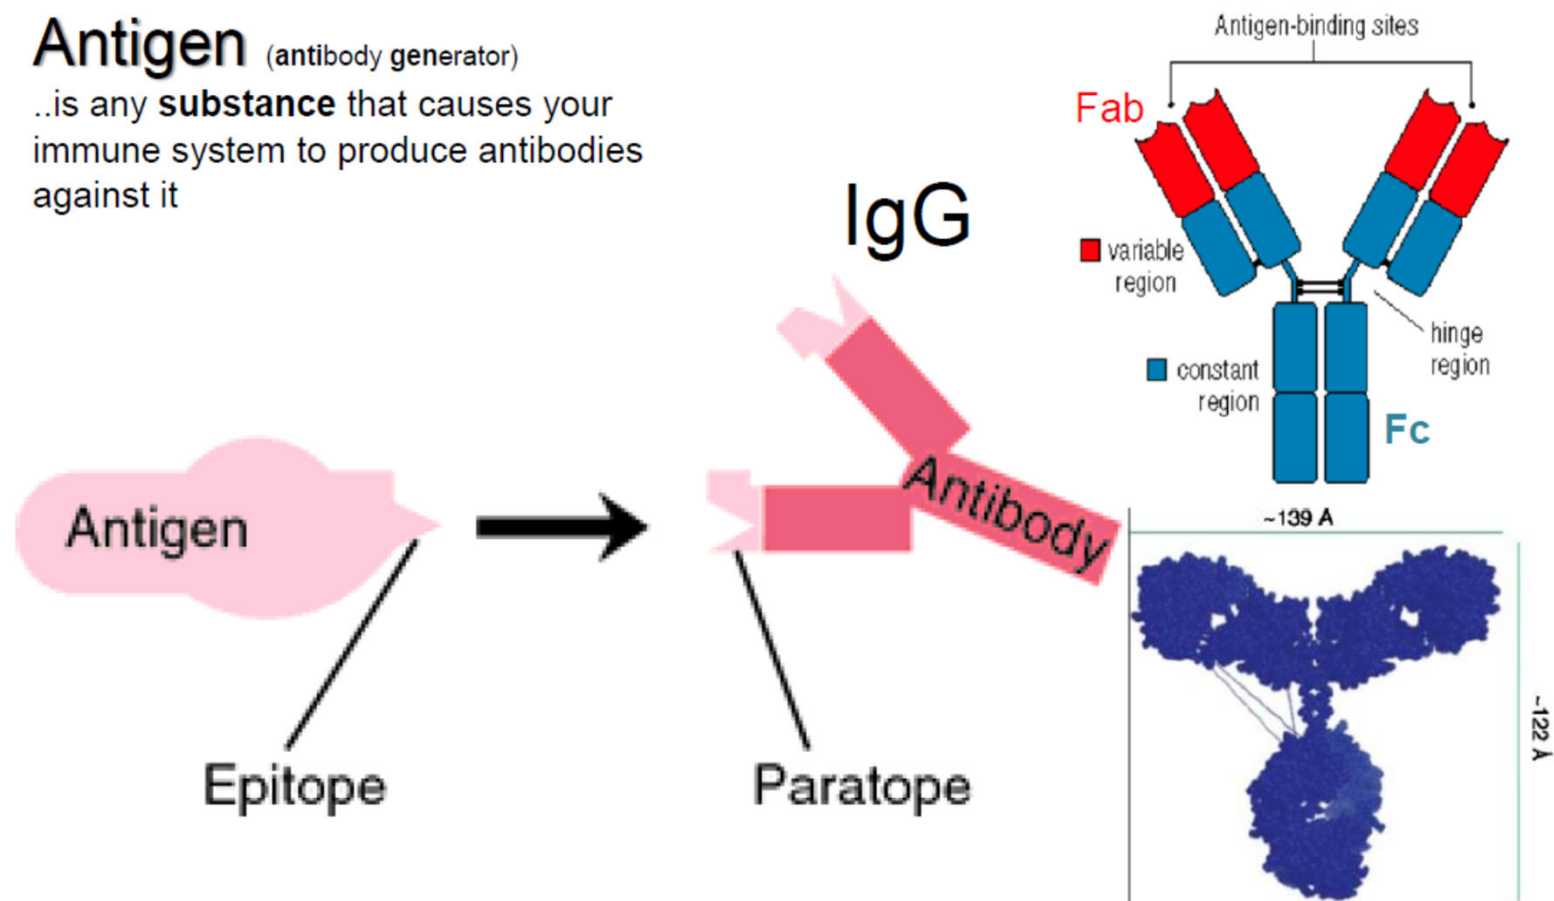 Antigen (antibody generator)
..is any substance that causes your
immune system to produce antibodies
against it
IgG
Antigen
Epitope
Antibody
Paratope
Antigen-binding sites
Fab
variable
region
hinge
region
constant
region
Fc
~139 Å
~122 Å